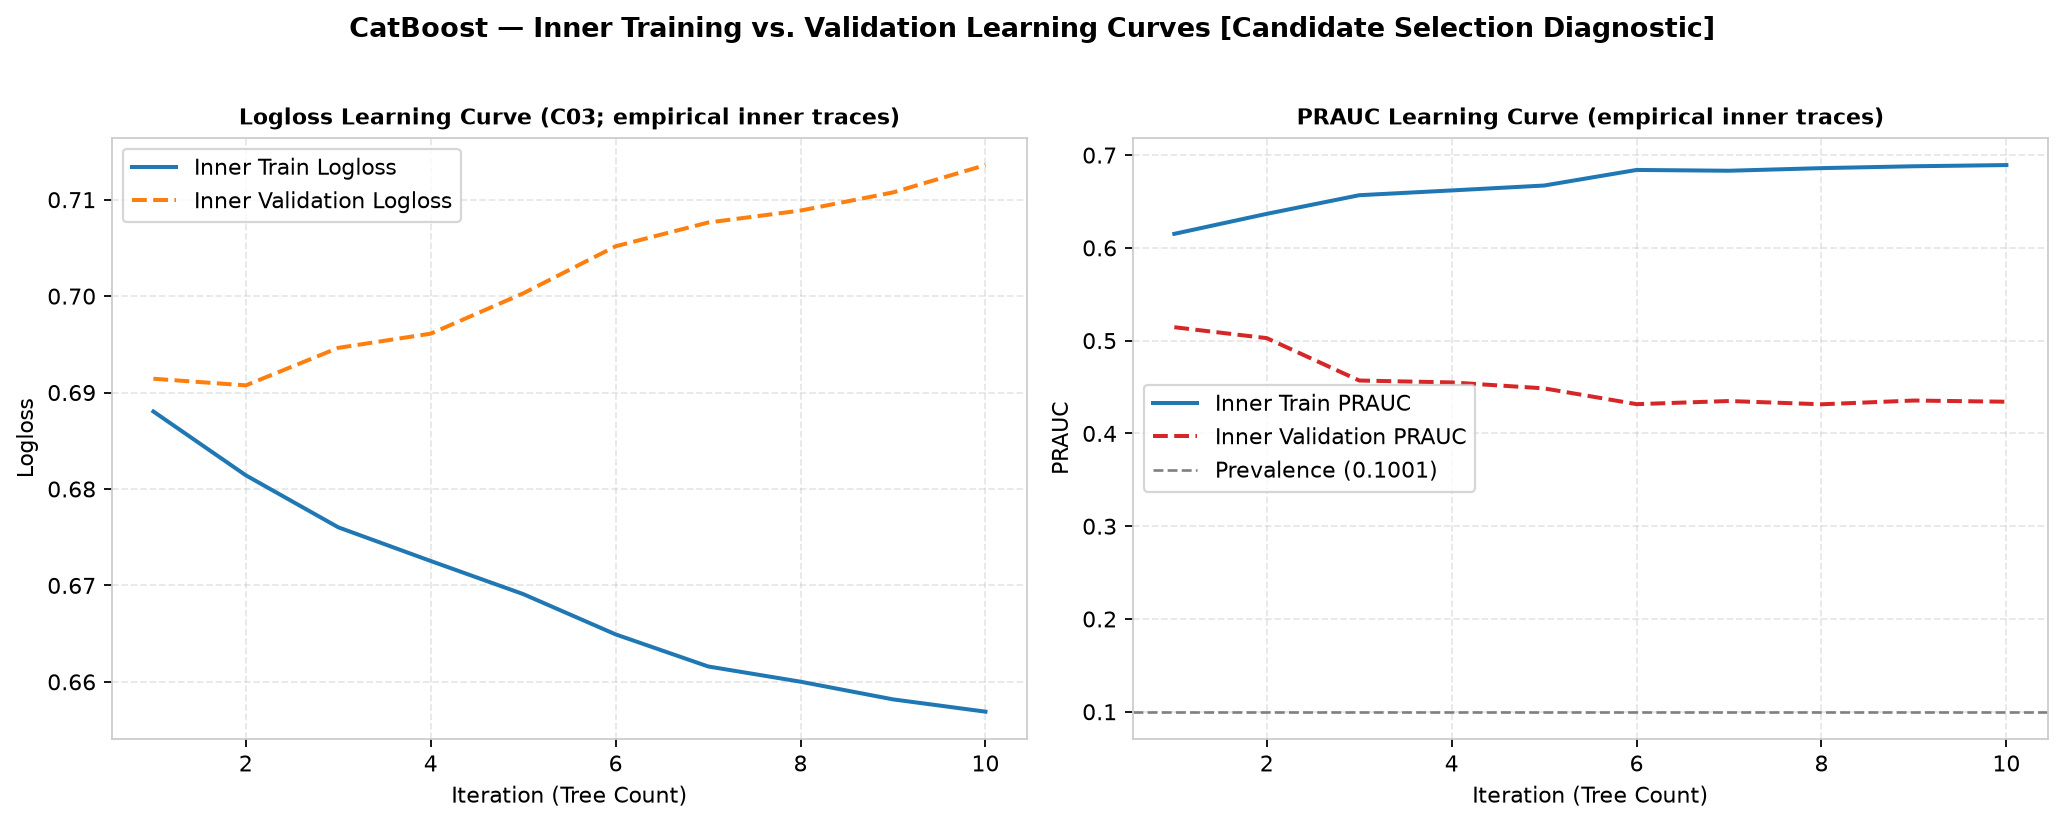 CatBoost — Inner Training vs. Validation Learning Curves [Candidate Selection Diagnostic]
Logloss Learning Curve (C03; empirical inner traces)
Inner Train Logloss
Inner Validation Logloss
0.71
0.70
0.69
0.68
0.67
0.66
Logloss
2 4 6 8 10
Iteration (Tree Count)
PRAUC Learning Curve (empirical inner traces)
0.7
0.6
0.5
0.4
0.3
0.2
0.1
PRAUC
Inner Train PRAUC
Inner Validation PRAUC
Prevalence (0.1001)
2 4 6 8 10
Iteration (Tree Count)